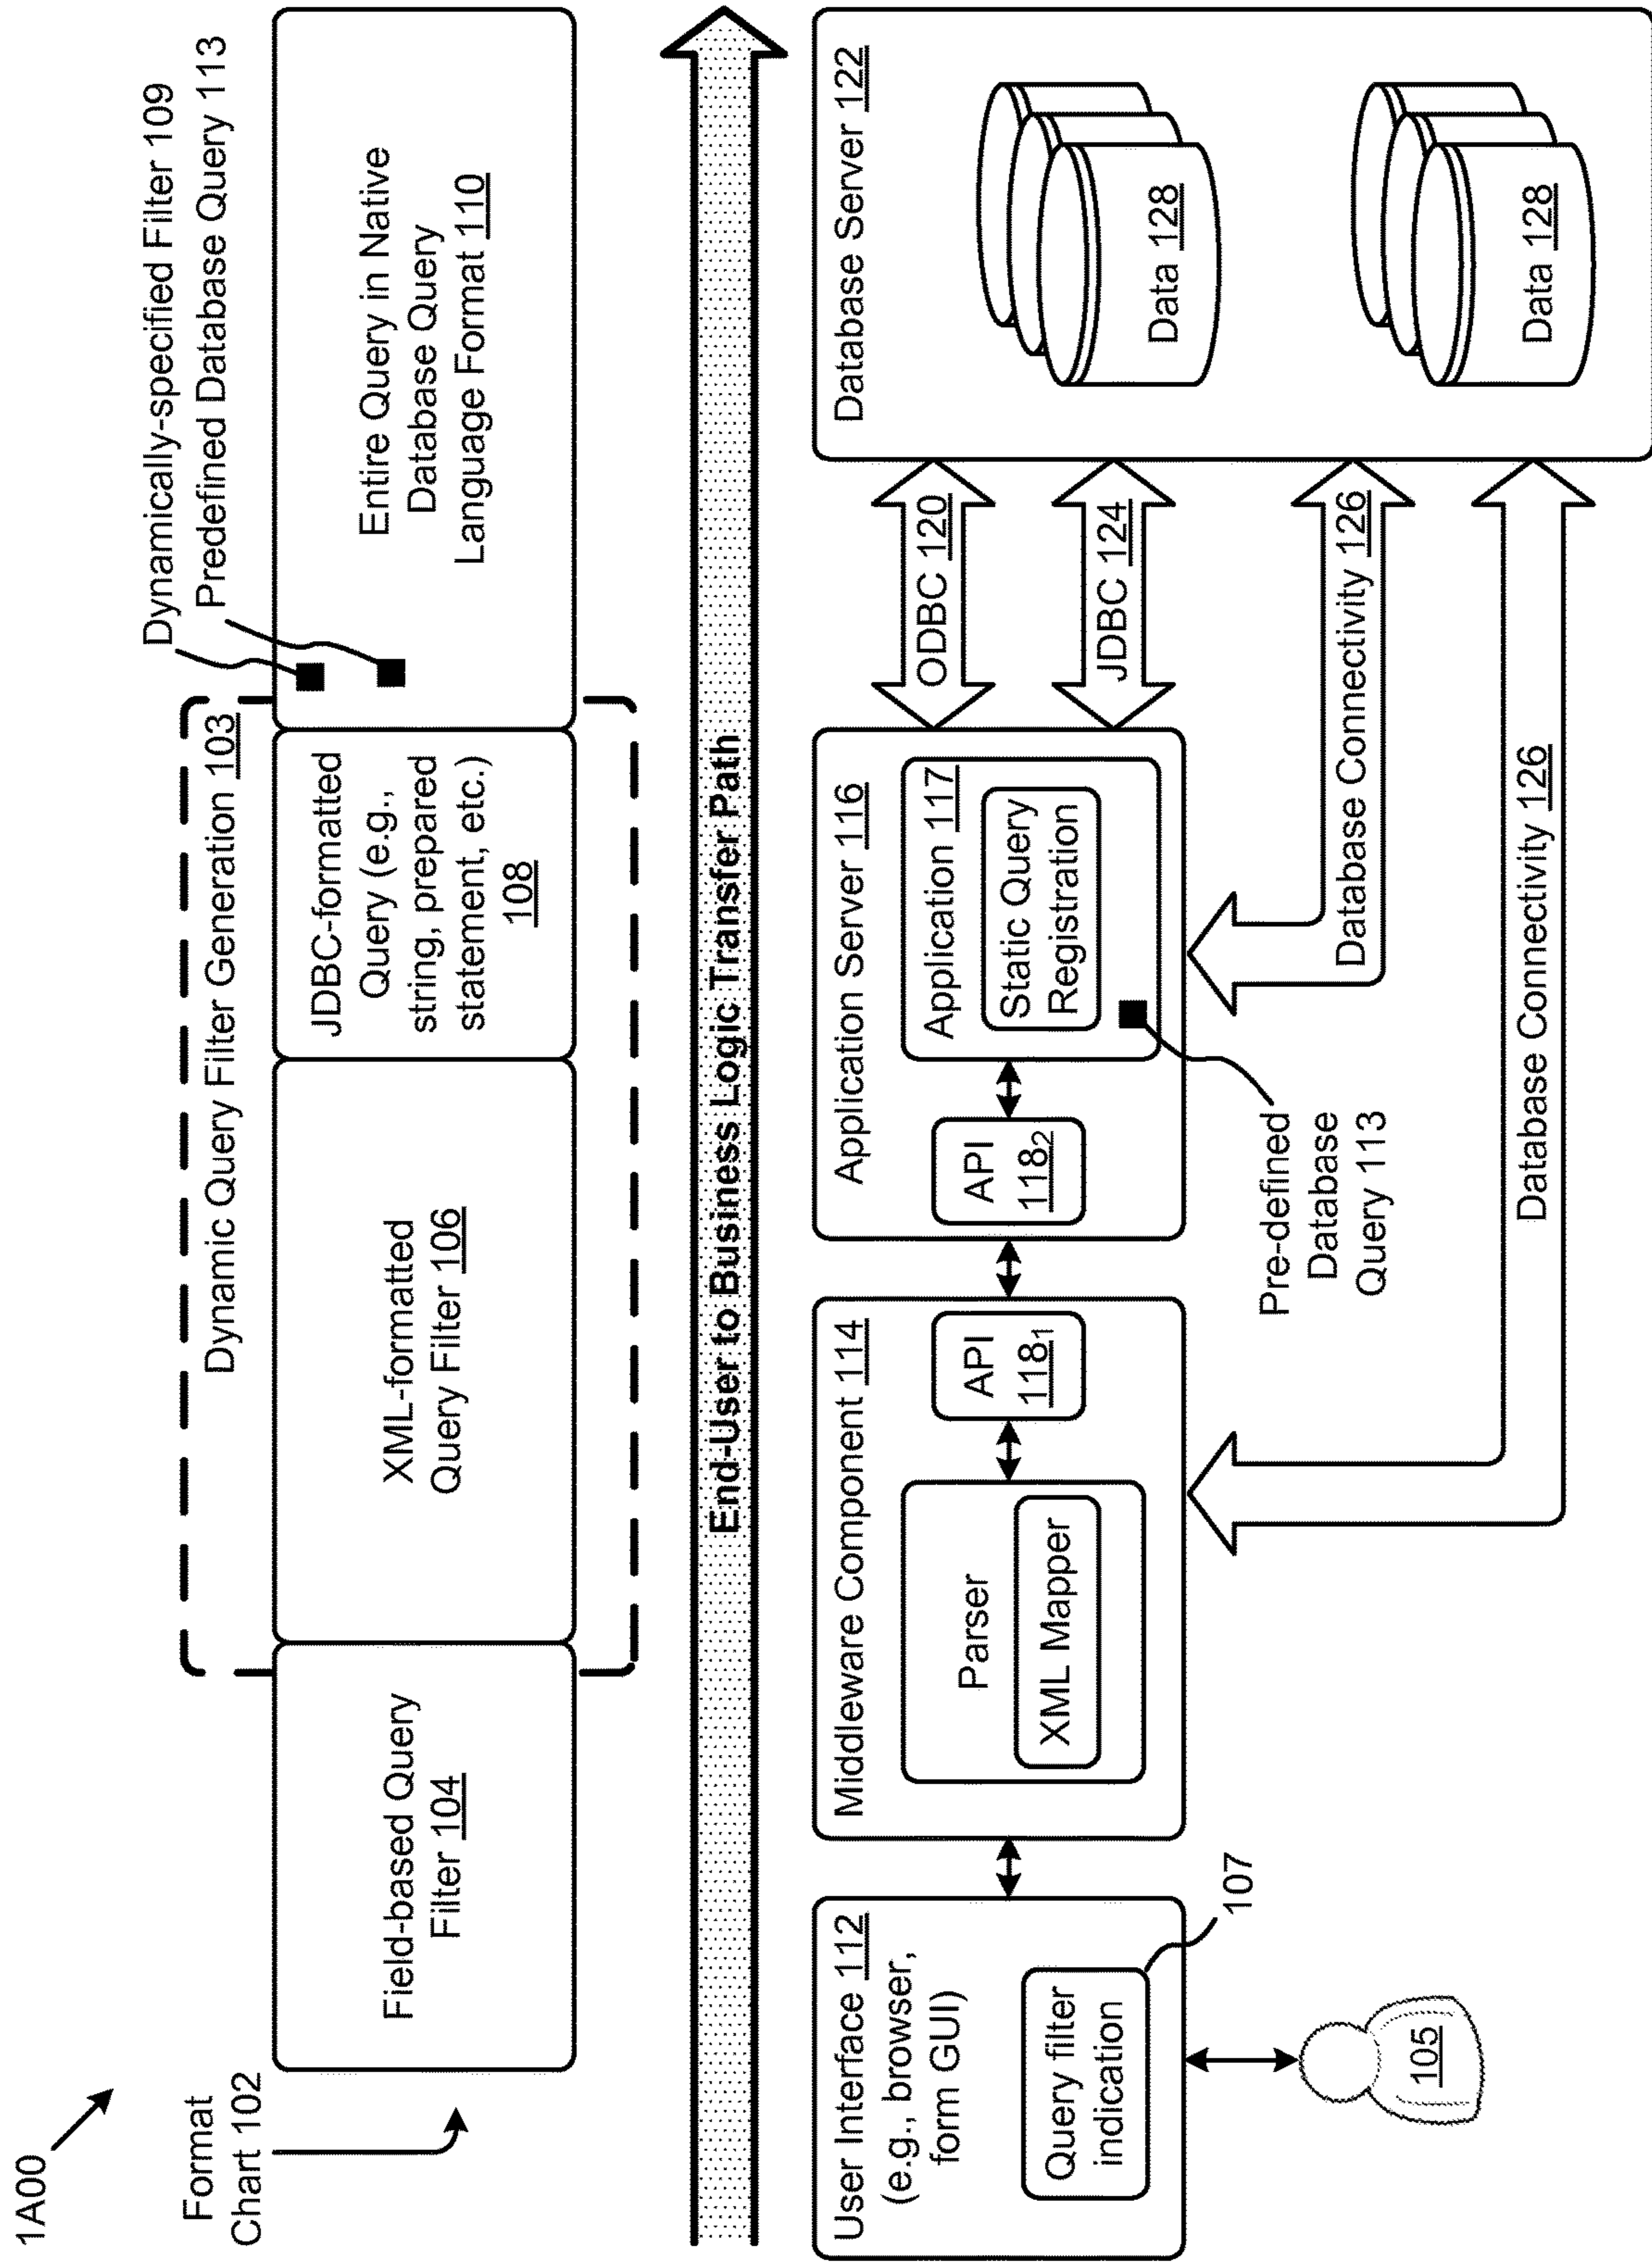 1A00
Format
Chart 102
Dynamically-specified Filter 109
Predefined Database Query 113
Dynamic Query Filter Generation 103
Field-based Query
Filter 104
XML-formatted
Query Filter 106
JDBC-formatted
Query (e.g.,
string, prepared
statement, etc.)
108
Entire Query in Native
Database Query
Language Format 110
End-User to Business Logic Transfer Path
User Interface 112
(e.g., browser,
form GUI)
Query filter
indication
107
105
Middleware Component 114
Parser
XML Mapper
API
118₁
Application Server 116
API
118₂
Application 117
Static Query
Registration
Pre-defined
Database
Query 113
ODBC 120
JDBC 124
Database Connectivity 126
Database Connectivity 126
Database Server 122
Data 128
Data 128